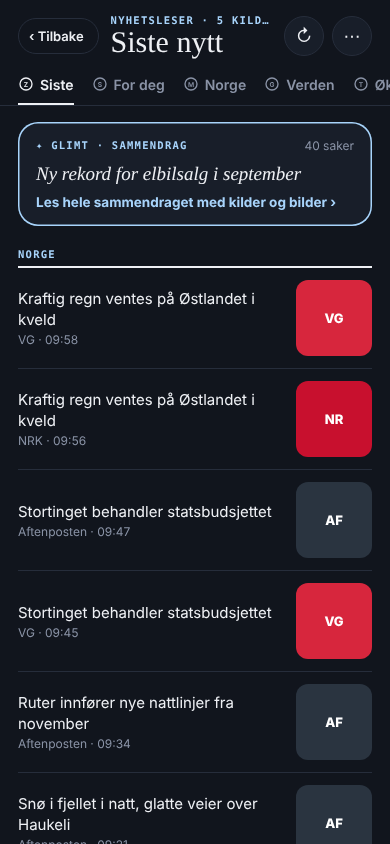 ‹ Tilbake
NYHETSLESER · 5 KILD…
Siste nytt
Siste
For deg
Norge
Verden
Øk
✦ GLIMT · SAMMENDRAG
40 saker
Ny rekord for elbilsalg i september
Les hele sammendraget med kilder og bilder ›
NORGE
Kraftig regn ventes på Østlandet i
kveld
VG · 09:58
VG
Kraftig regn ventes på Østlandet i
kveld
NRK · 09:56
NR
Stortinget behandler statsbudsjettet
Aftenposten · 09:47
AF
Stortinget behandler statsbudsjettet
VG · 09:45
VG
Ruter innfører nye nattlinjer fra
november
Aftenposten · 09:34
AF
Snø i fjellet i natt, glatte veier over
Haukeli
AF